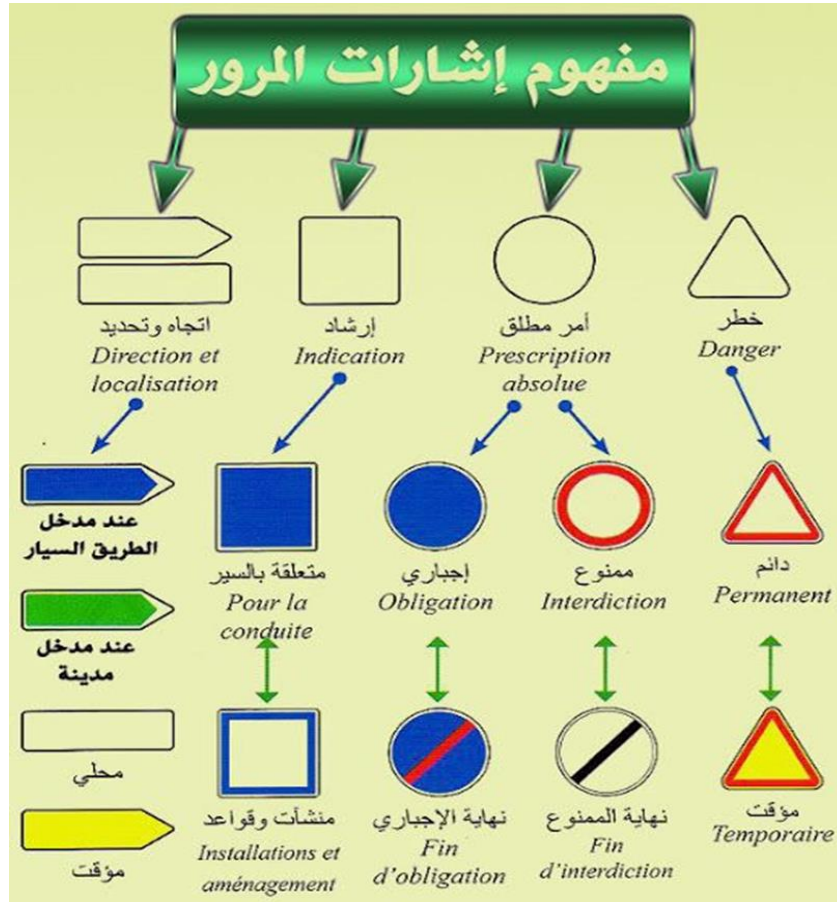 مفهوم إشارات المرور
خطر
Danger
أمر مطلق
Prescription
absolue
إرشاد
Indication
اتجاه وتحديد
Direction et
localisation
دائم
Permanent
ممنوع
Interdiction
إجباري
Obligation
متعلقة بالسير
Pour la
conduite
عند مدخل
الطريق السيار
عند مدخل
مدينة
محلي
مؤقت
مؤقت
Temporaire
نهاية الممنوع
Fin
d'interdiction
نهاية الإجباري
Fin
d'obligation
منشآت وقواعد
Installations et
aménagement